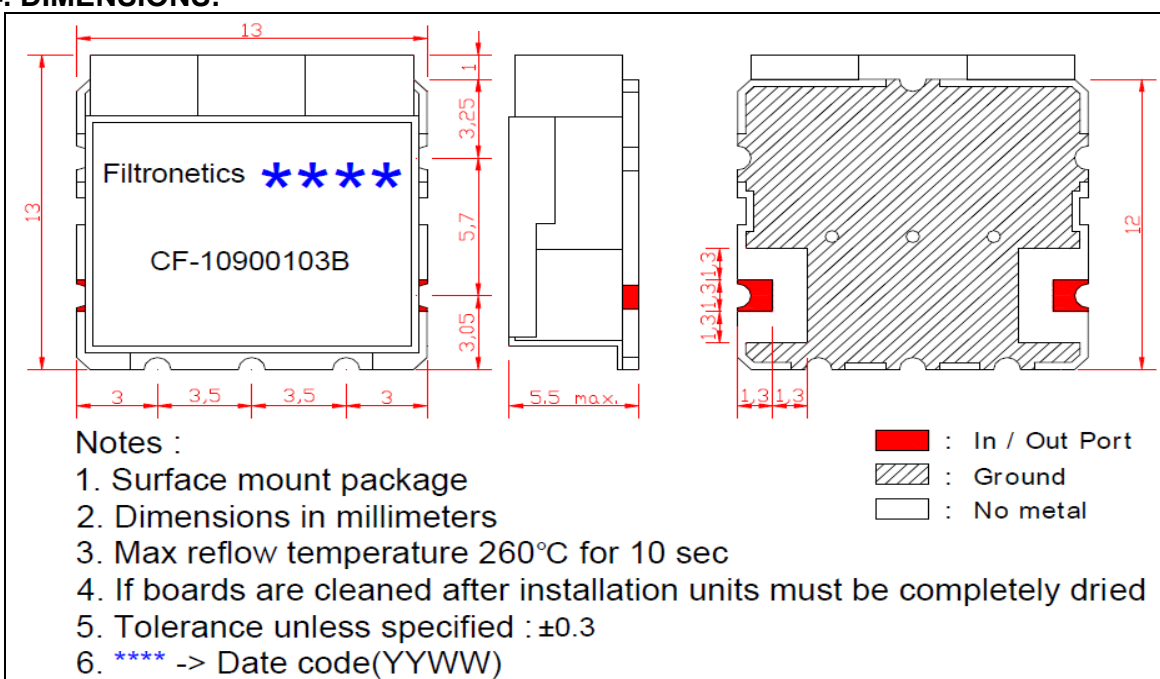 4. DIMENSIONS:
13
1
3,25
Filtronetics ****
13
5,7
12
CF-10900103B
1,3
1,3
1,3
3,05
3
3,5
3,5
3
5.5 max.
1,3
1,3
Notes :
: In / Out Port
1. Surface mount package
: Ground
2. Dimensions in millimeters
: No metal
3. Max reflow temperature 260°C for 10 sec
4. If boards are cleaned after installation units must be completely dried
5. Tolerance unless specified : ±0.3
6. **** -> Date code(YYWW)